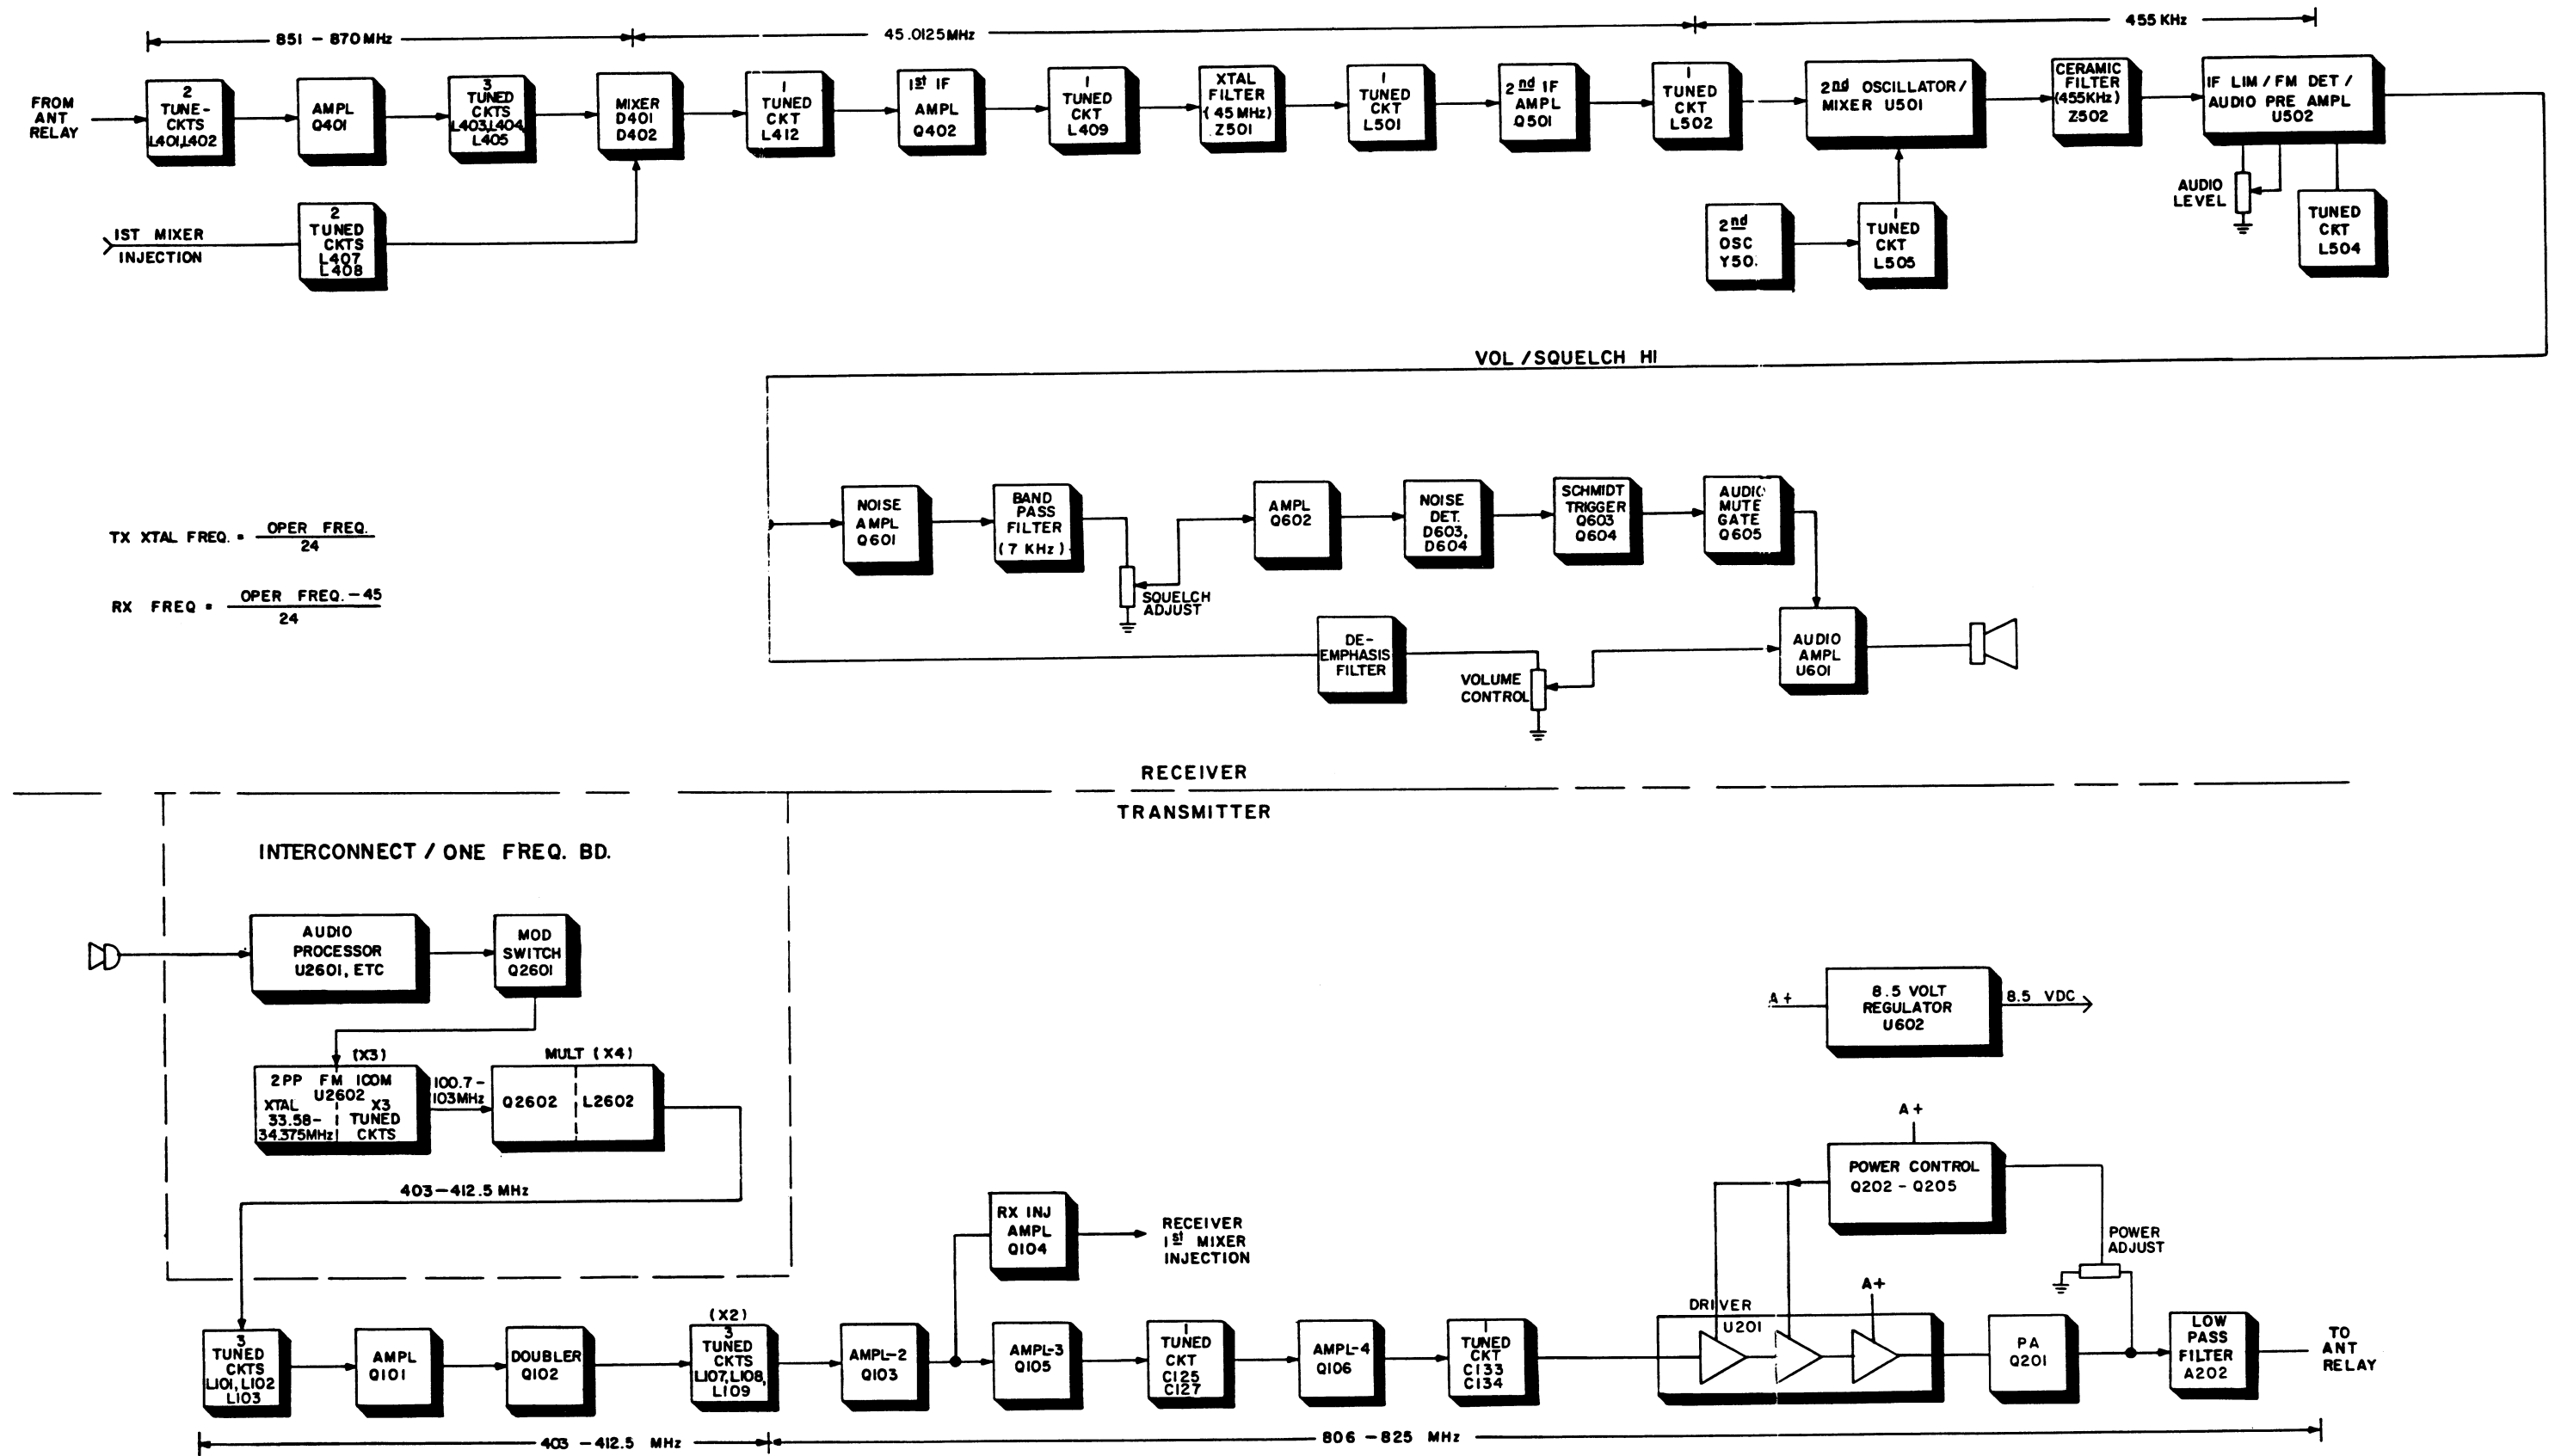 851 - 870 MHz
45.0125 MHz
455 KHz
FROM
ANT
RELAY
2
TUNE-
CKTS
L401,L402
AMPL
Q401
3
TUNED
CKTS
L403,L404,
L405
MIXER
D401
D402
1
TUNED
CKT
L412
1st IF
AMPL
Q402
1
TUNED
CKT
L409
XTAL
FILTER
(45 MHz)
Z501
1
TUNED
CKT
L501
2nd IF
AMPL
Q501
1
TUNED
CKT
L502
2nd OSCILLATOR/
MIXER U501
CERAMIC
FILTER
(455KHz)
Z502
IF LIM / FM DET /
AUDIO PRE AMPL
U502
1ST MIXER
INJECTION
2
TUNED
CKTS
L407
L408
2nd
OSC
Y50.
1
TUNED
CKT
L505
AUDIO
LEVEL
TUNED
CKT
L504
VOL / SQUELCH HI
TX XTAL FREQ. = OPER FREQ.
24
RX FREQ = OPER FREQ. - 45
24
NOISE
AMPL
Q601
BAND
PASS
FILTER
(7 KHz)
SQUELCH
ADJUST
AMPL
Q602
NOISE
DET.
D603,
D604
SCHMIDT
TRIGGER
Q603
Q604
AUDIO
MUTE
GATE
Q605
DE-
EMPHASIS
FILTER
VOLUME
CONTROL
AUDIO
AMPL
U601
RECEIVER
TRANSMITTER
INTERCONNECT / ONE FREQ. BD.
AUDIO
PROCESSOR
U2601, ETC
MOD
SWITCH
Q2601
(X3)
2PP FM ICOM
U2602
XTAL
33.58-
34.375MHz
X3
TUNED
CKTS
100.7-
103MHz
MULT (X4)
Q2602
L2602
403-412.5 MHz
A+
8.5 VOLT
REGULATOR
U602
8.5 VDC
A+
POWER CONTROL
Q202 - Q205
POWER
ADJUST
RX INJ
AMPL
Q104
RECEIVER
1st MIXER
INJECTION
3
TUNED
CKTS
L101, L102
L103
AMPL
Q101
DOUBLER
Q102
(X2)
3
TUNED
CKTS
L107,L108,
L109
AMPL-2
Q103
AMPL-3
Q105
1
TUNED
CKT
C125
C127
AMPL-4
Q106
1
TUNED
CKT
C133
C134
DRIVER
U201
A+
PA
Q201
LOW
PASS
FILTER
A202
TO
ANT
RELAY
403 -412.5 MHz
806 -825 MHz